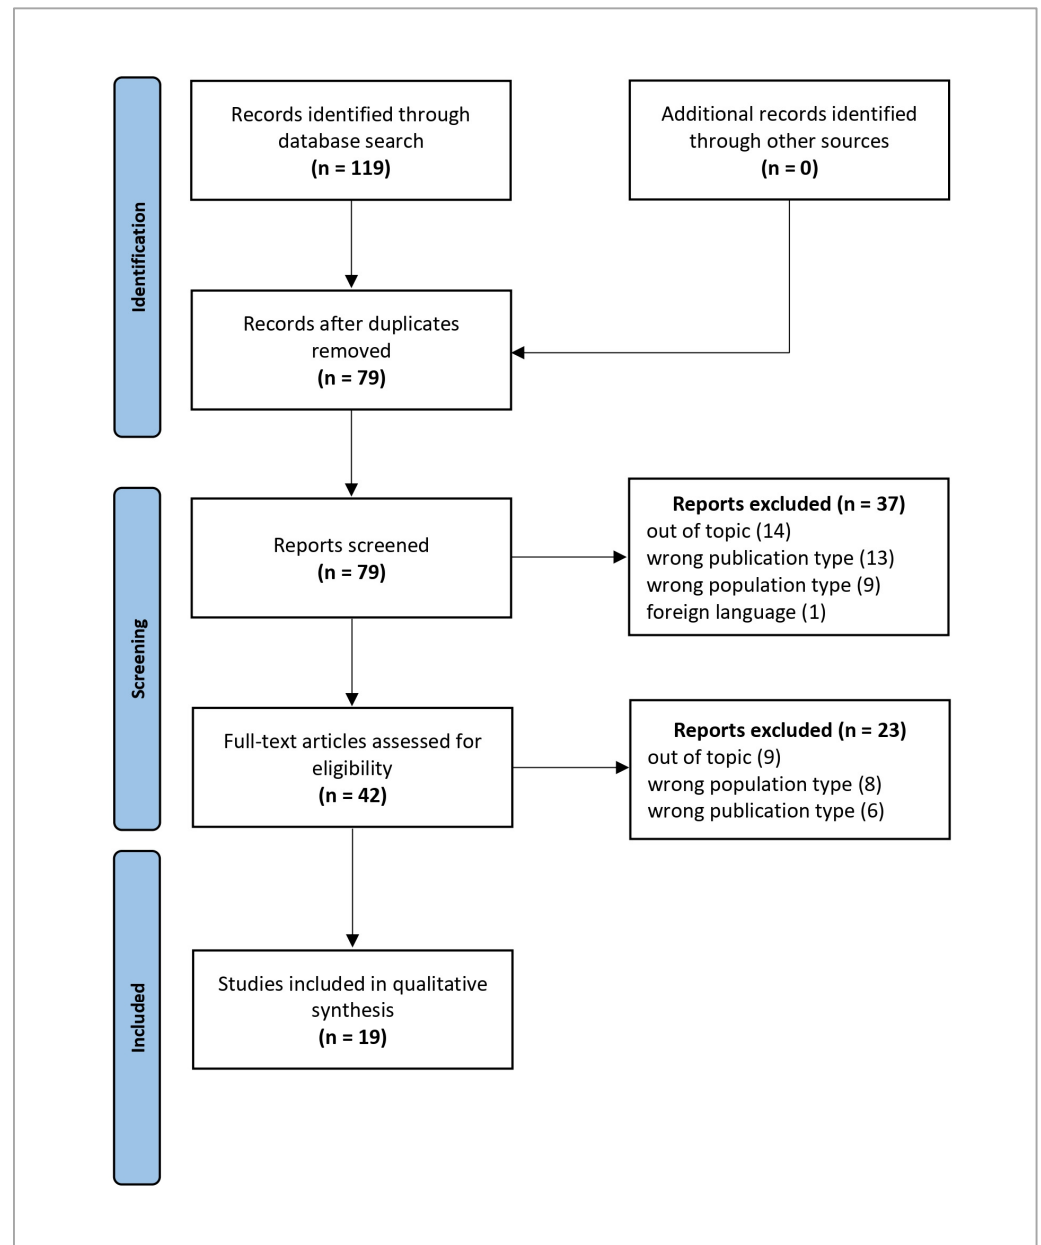 Identification
Records identified through
database search
(n = 119)
Additional records identified
through other sources
(n = 0)
Records after duplicates
removed
(n = 79)
Screening
Reports screened
(n = 79)
Reports excluded (n = 37)
out of topic (14)
wrong publication type (13)
wrong population type (9)
foreign language (1)
Full-text articles assessed for
eligibility
(n = 42)
Reports excluded (n = 23)
out of topic (9)
wrong population type (8)
wrong publication type (6)
Included
Studies included in qualitative
synthesis
(n = 19)